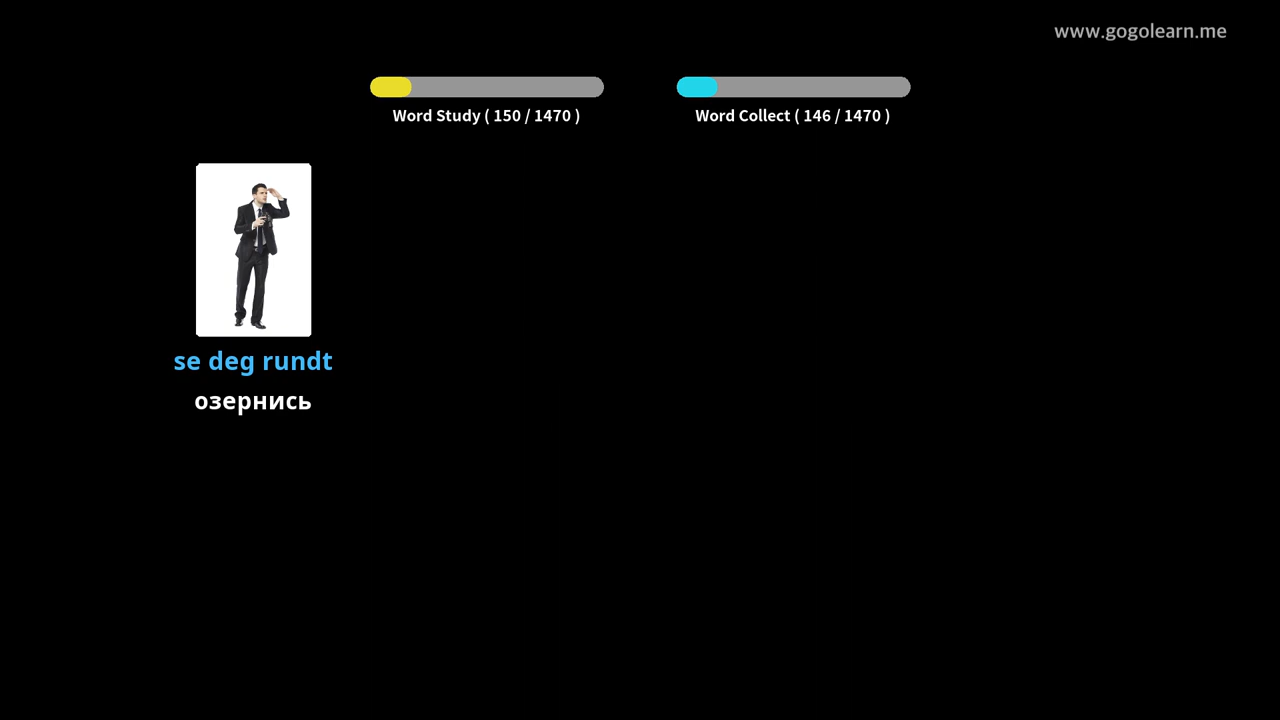 www.gogolearn.me
Word Study ( 150 / 1470 )
Word Collect ( 146 / 1470 )
se deg rundt
озернись